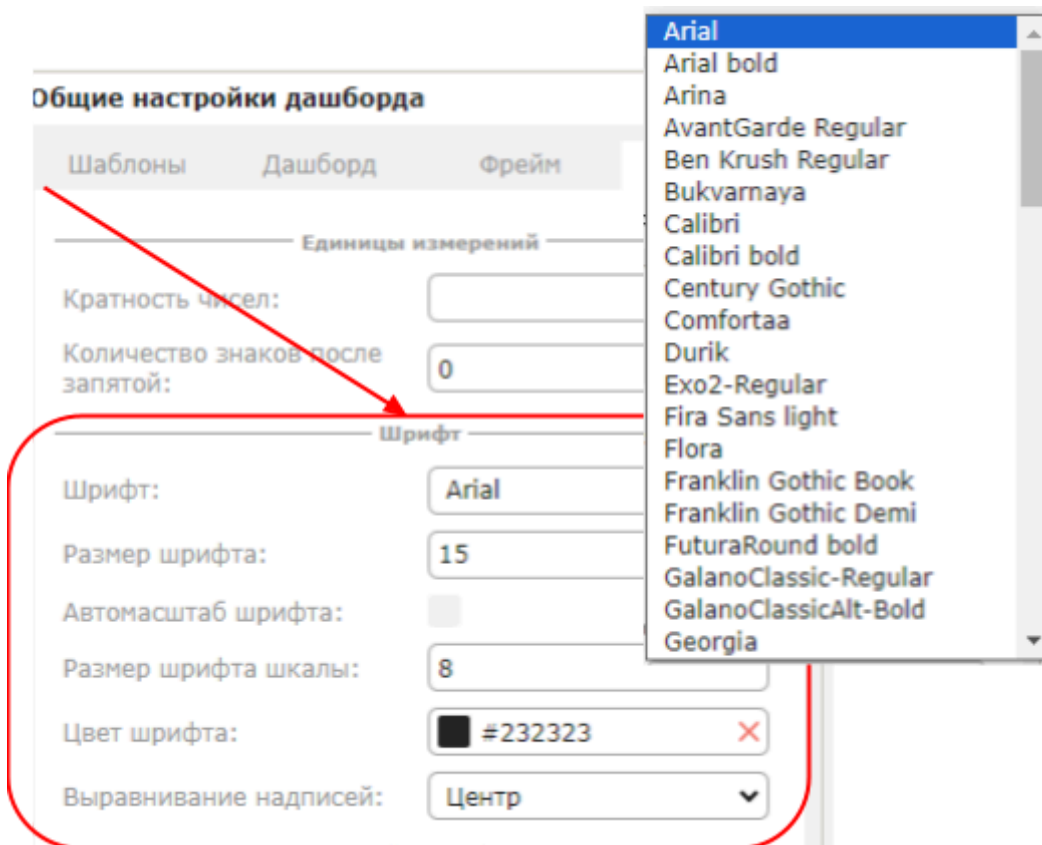 Общие настройки дашборда
Шаблоны Дашборд Фрейм
Единицы измерений
Кратность чисел:
Количество знаков после
запятой:
0
Шрифт
Шрифт:
Arial
Размер шрифта:
15
Автомасштаб шрифта:
Размер шрифта шкалы:
8
Цвет шрифта:
#232323
Выравнивание надписей:
Центр
Arial
Arial bold
Arina
AvantGarde Regular
Ben Krush Regular
Bukvarnaya
Calibri
Calibri bold
Century Gothic
Comfortaa
Durik
Exo2-Regular
Fira Sans light
Flora
Franklin Gothic Book
Franklin Gothic Demi
FuturaRound bold
GalanoClassic-Regular
GalanoClassicAlt-Bold
Georgia